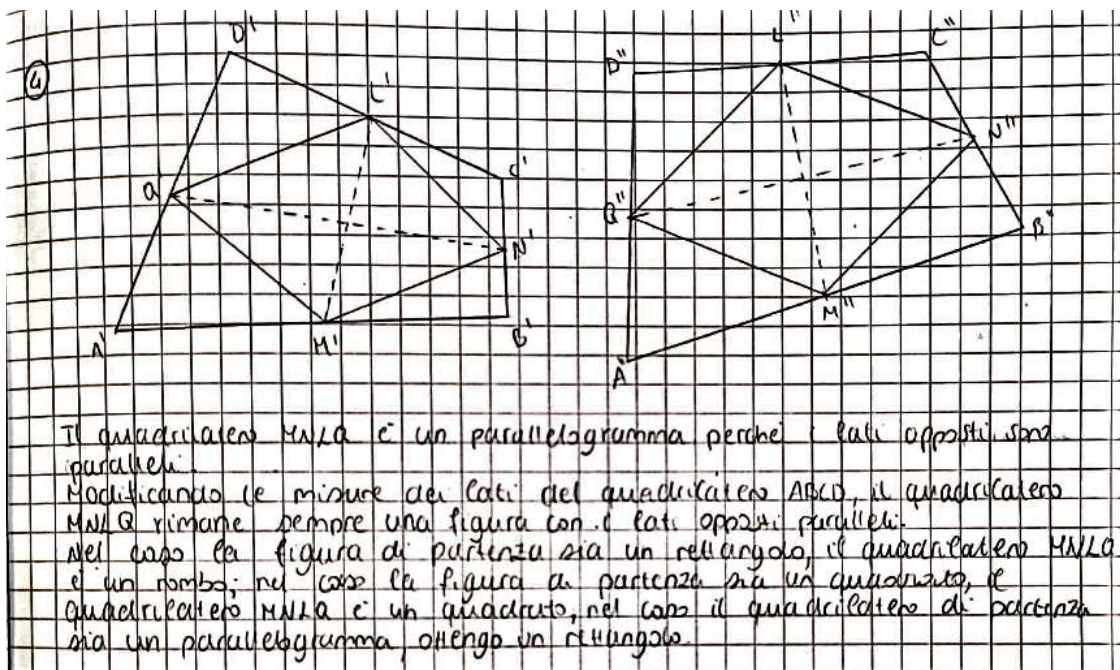 ④
D'
L'
C'
Q'
N'
A'
M'
B'
L''
C''
D''
N''
Q''
B''
M''
A''
Il quadrilatero MNLQ è un parallelogramma perché i lati opposti sono
paralleli.
Modificando le misure dei lati del quadrilatero ABCD, il quadrilatero
MNLQ rimane sempre una figura con i lati opposti paralleli.
Nel caso la figura di partenza sia un rettangolo, il quadrilatero MNLQ
è un rombo; nel caso la figura di partenza sia un quadrato, il
quadrilatero MNLQ è un quadrato, nel caso il quadrilatero di partenza
sia un parallelogramma, ottengo un rettangolo.